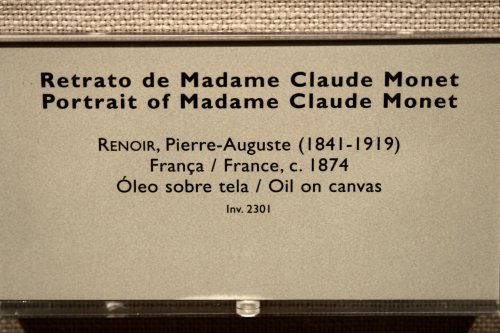 Retrato de Madame Claude Monet
Portrait of Madame Claude Monet
RENOIR, Pierre-Auguste (1841-1919)
França / France, c. 1874
Óleo sobre tela / Oil on canvas
Inv. 2301